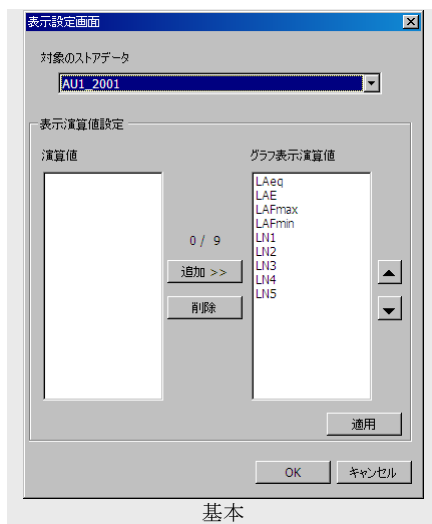 表示設定画面
対象のストアデータ
AU1_2001
表示演算値設定
演算値
グラフ表示演算値
LAeq
LAE
LAFmax
LAFmin
LN1
LN2
LN3
LN4
LN5
0 / 9
追加 >>
削除
適用
OK
キャンセル
基本